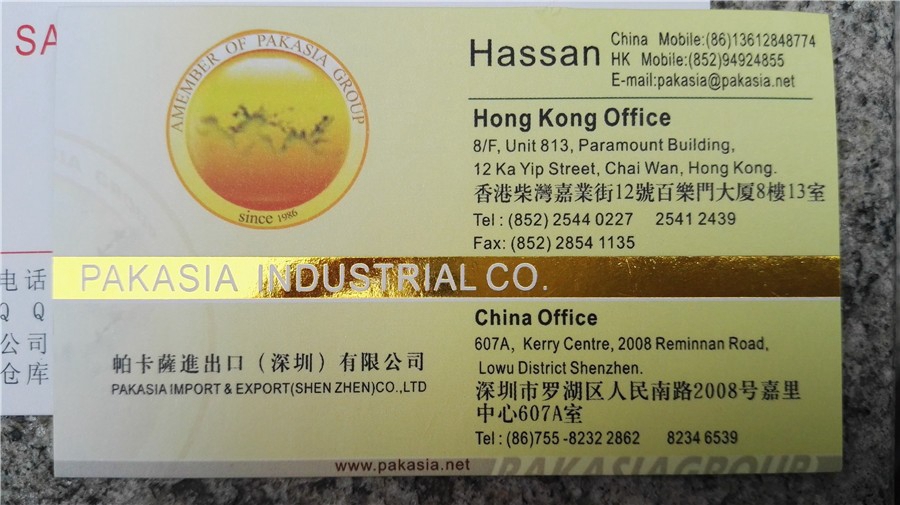 SA
AMEMBER OF PAKASIA GROUP
since 1986
Hassan
China Mobile:(86)13612848774
HK Mobile:(852)94924855
E-mail:pakasia@pakasia.net
Hong Kong Office
8/F, Unit 813, Paramount Building,
12 Ka Yip Street, Chai Wan, Hong Kong.
香港柴灣嘉業街12號百樂門大厦8樓13室
Tel : (852) 2544 0227 2541 2439
Fax: (852) 2854 1135
PAKASIA INDUSTRIAL CO.
电话
Q Q
公司
仓库
帕卡薩進出口（深圳）有限公司
PAKASIA IMPORT & EXPORT(SHEN ZHEN)CO.,LTD
China Office
607A, Kerry Centre, 2008 Reminnan Road,
Lowu District Shenzhen.
深圳市罗湖区人民南路2008号嘉里
中心607A室
Tel : (86)755 -8232 2862 8234 6539
www.pakasia.net
PAKASIAGROUP